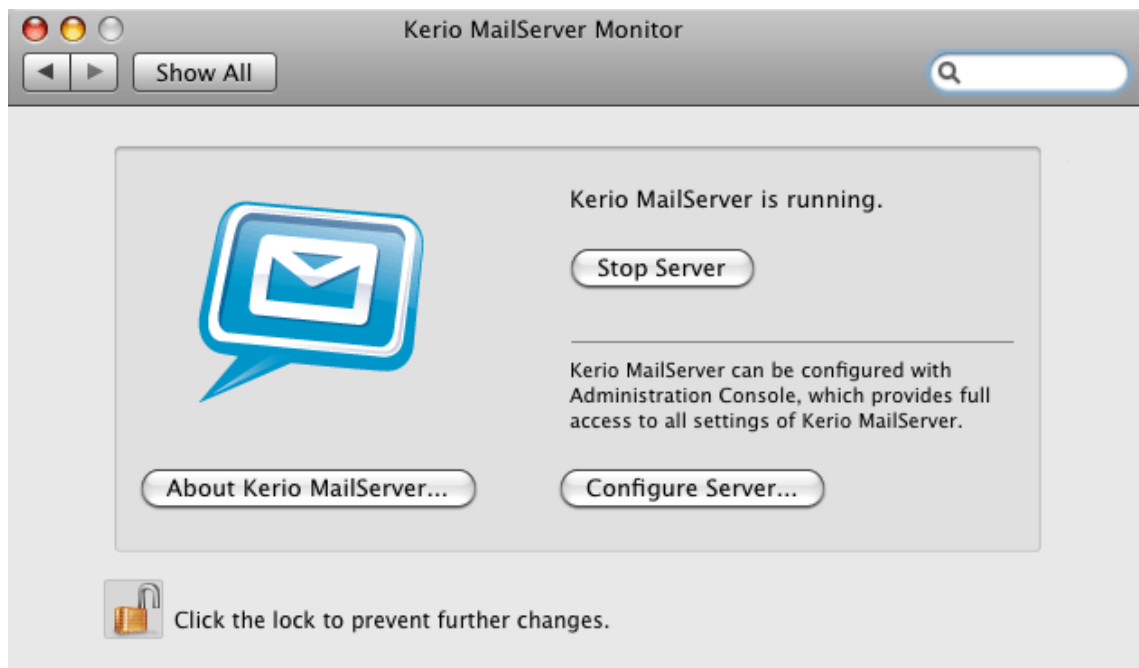 Kerio MailServer Monitor
Show All
Kerio MailServer is running.
Stop Server
Kerio MailServer can be configured with
Administration Console, which provides full
access to all settings of Kerio MailServer.
About Kerio MailServer...
Configure Server...
Click the lock to prevent further changes.